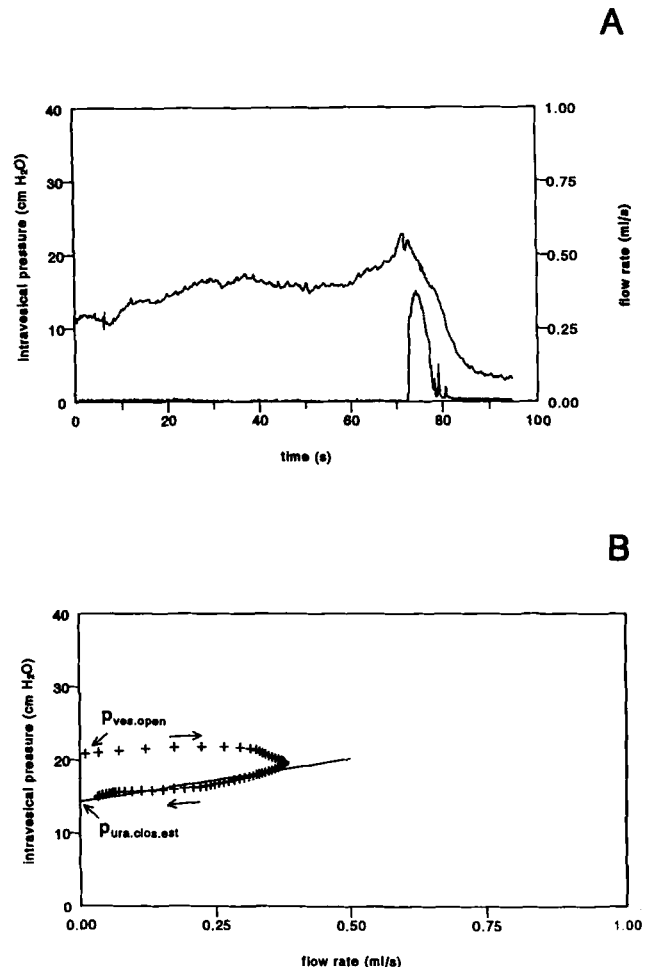 A
40
30
20
10
0
intravesical pressure (cm H₂O)
1.00
0.75
0.50
0.25
0.00
flow rate (ml/s)
0 20 40 60 80 100
time (s)
B
40
30
20
10
0
intravesical pressure (cm H₂O)
pves.open
pura.clos.est
0.00 0.25 0.50 0.75 1.00
flow rate (ml/s)